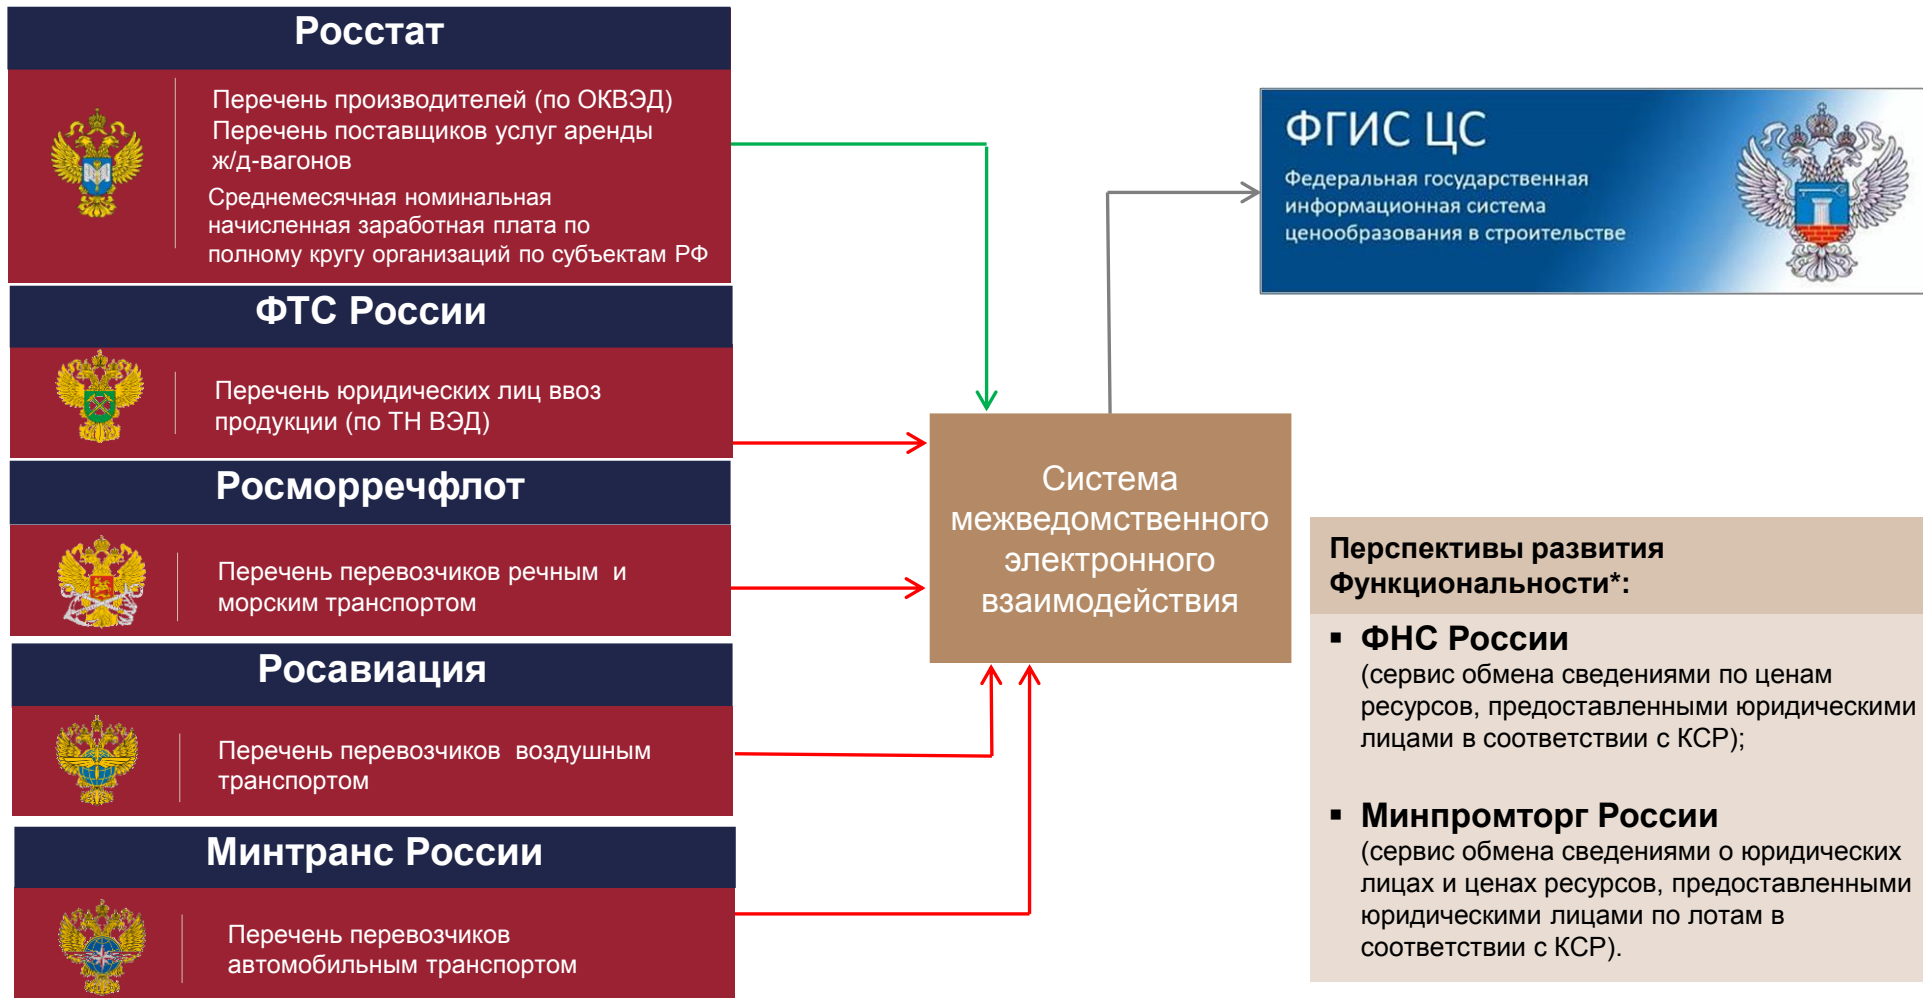 Росстат
Перечень производителей (по ОКВЭД)
Перечень поставщиков услуг аренды
ж/д-вагонов
Среднемесячная номинальная
начисленная заработная плата по
полному кругу организаций по субъектам РФ
ФТС России
Перечень юридических лиц ввоз
продукции (по ТН ВЭД)
Росморречфлот
Перечень перевозчиков речным и
морским транспортом
Росавиация
Перечень перевозчиков воздушным
транспортом
Минтранс России
Перечень перевозчиков
автомобильным транспортом
Система
межведомственного
электронного
взаимодействия
ФГИС ЦС
Федеральная государственная
информационная система
ценообразования в строительстве
Перспективы развития
Функциональности*:
▪ ФНС России
(сервис обмена сведениями по ценам
ресурсов, предоставленными юридическими
лицами в соответствии с КСР);
▪ Минпромторг России
(сервис обмена сведениями о юридических
лицах и ценах ресурсов, предоставленными
юридическими лицами по лотам в
соответствии с КСР).